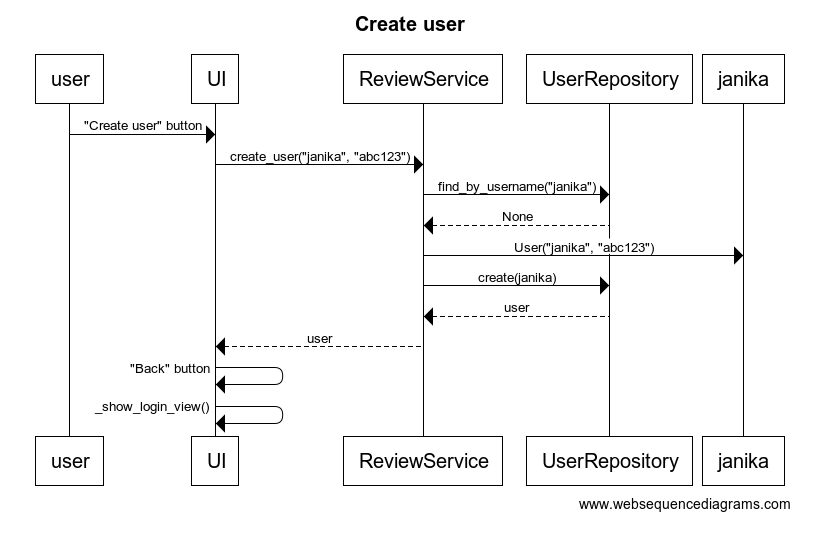 Create user
user UI ReviewService UserRepository janika
"Create user" button
create_user("janika", "abc123")
find_by_username("janika")
None
User("janika", "abc123")
create(janika)
user
user
"Back" button
_show_login_view()
user UI ReviewService UserRepository janika
www.websequencediagrams.com